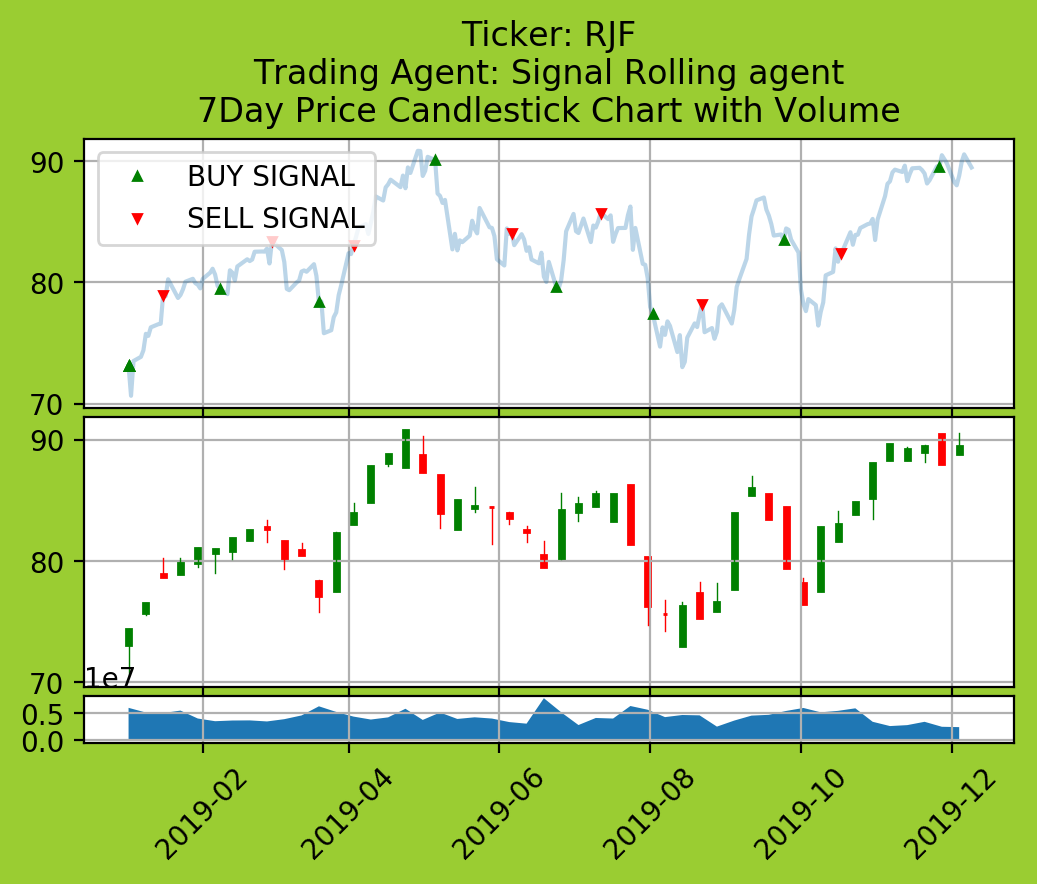 Ticker: RJF
Trading Agent: Signal Rolling agent
7Day Price Candlestick Chart with Volume
90
80
70
BUY SIGNAL
SELL SIGNAL
90
80
70
1e7
0.5
0.0
2019-02
2019-04
2019-06
2019-08
2019-10
2019-12